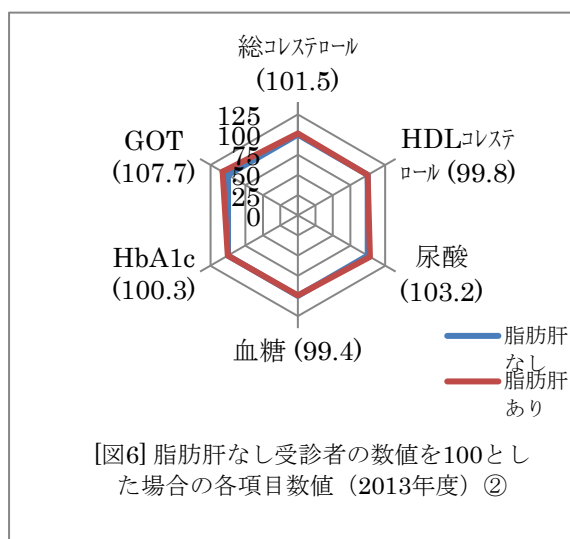 総コレステロール
(101.5)
125
100
75
50
25
0
HDLコレステ
ロール (99.8)
尿酸
(103.2)
血糖 (99.4)
HbA1c
(100.3)
GOT
(107.7)
脂肪肝
なし
脂肪肝
あり
[図6] 脂肪肝なし受診者の数値を100とし
た場合の各項目数値（2013年度）②